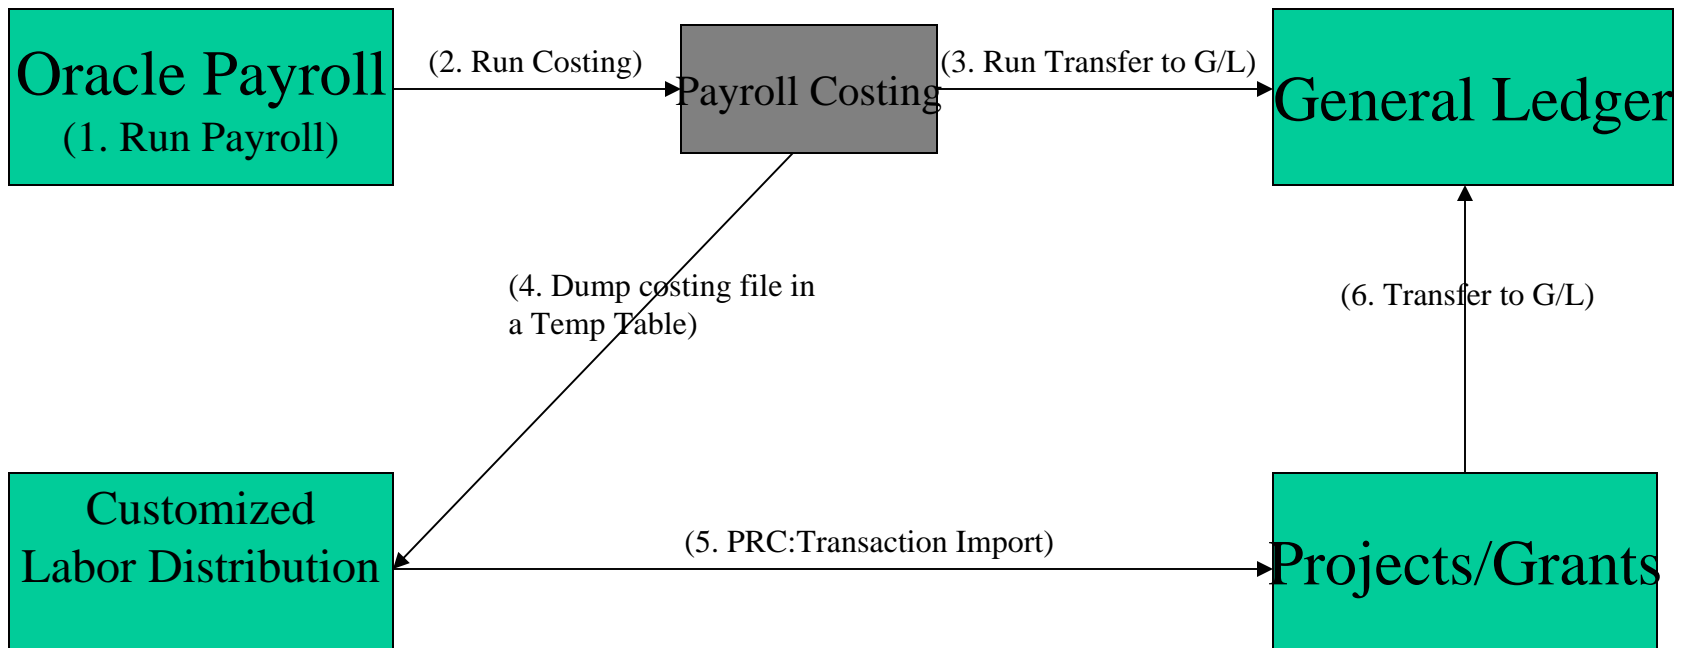 Oracle Payroll
(1. Run Payroll)
(2. Run Costing)
Payroll Costing
(3. Run Transfer to G/L)
General Ledger
(4. Dump costing file in
a Temp Table)
(6. Transfer to G/L)
Customized
Labor Distribution
(5. PRC:Transaction Import)
Projects/Grants